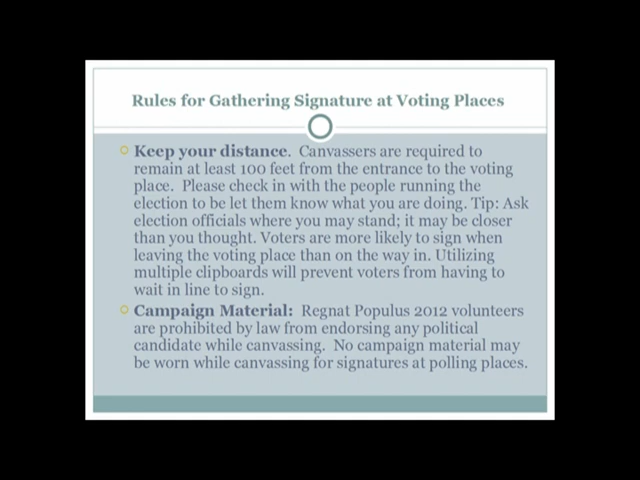 Rules for Gathering Signature at Voting Places
Keep your distance. Canvassers are required to
remain at least 100 feet from the entrance to the voting
place. Please check in with the people running the
election to be let them know what you are doing. Tip: Ask
election officials where you may stand; it may be closer
than you thought. Voters are more likely to sign when
leaving the voting place than on the way in. Utilizing
multiple clipboards will prevent voters from having to
wait in line to sign.
Campaign Material: Regnat Populus 2012 volunteers
are prohibited by law from endorsing any political
candidate while canvassing. No campaign material may
be worn while canvassing for signatures at polling places.